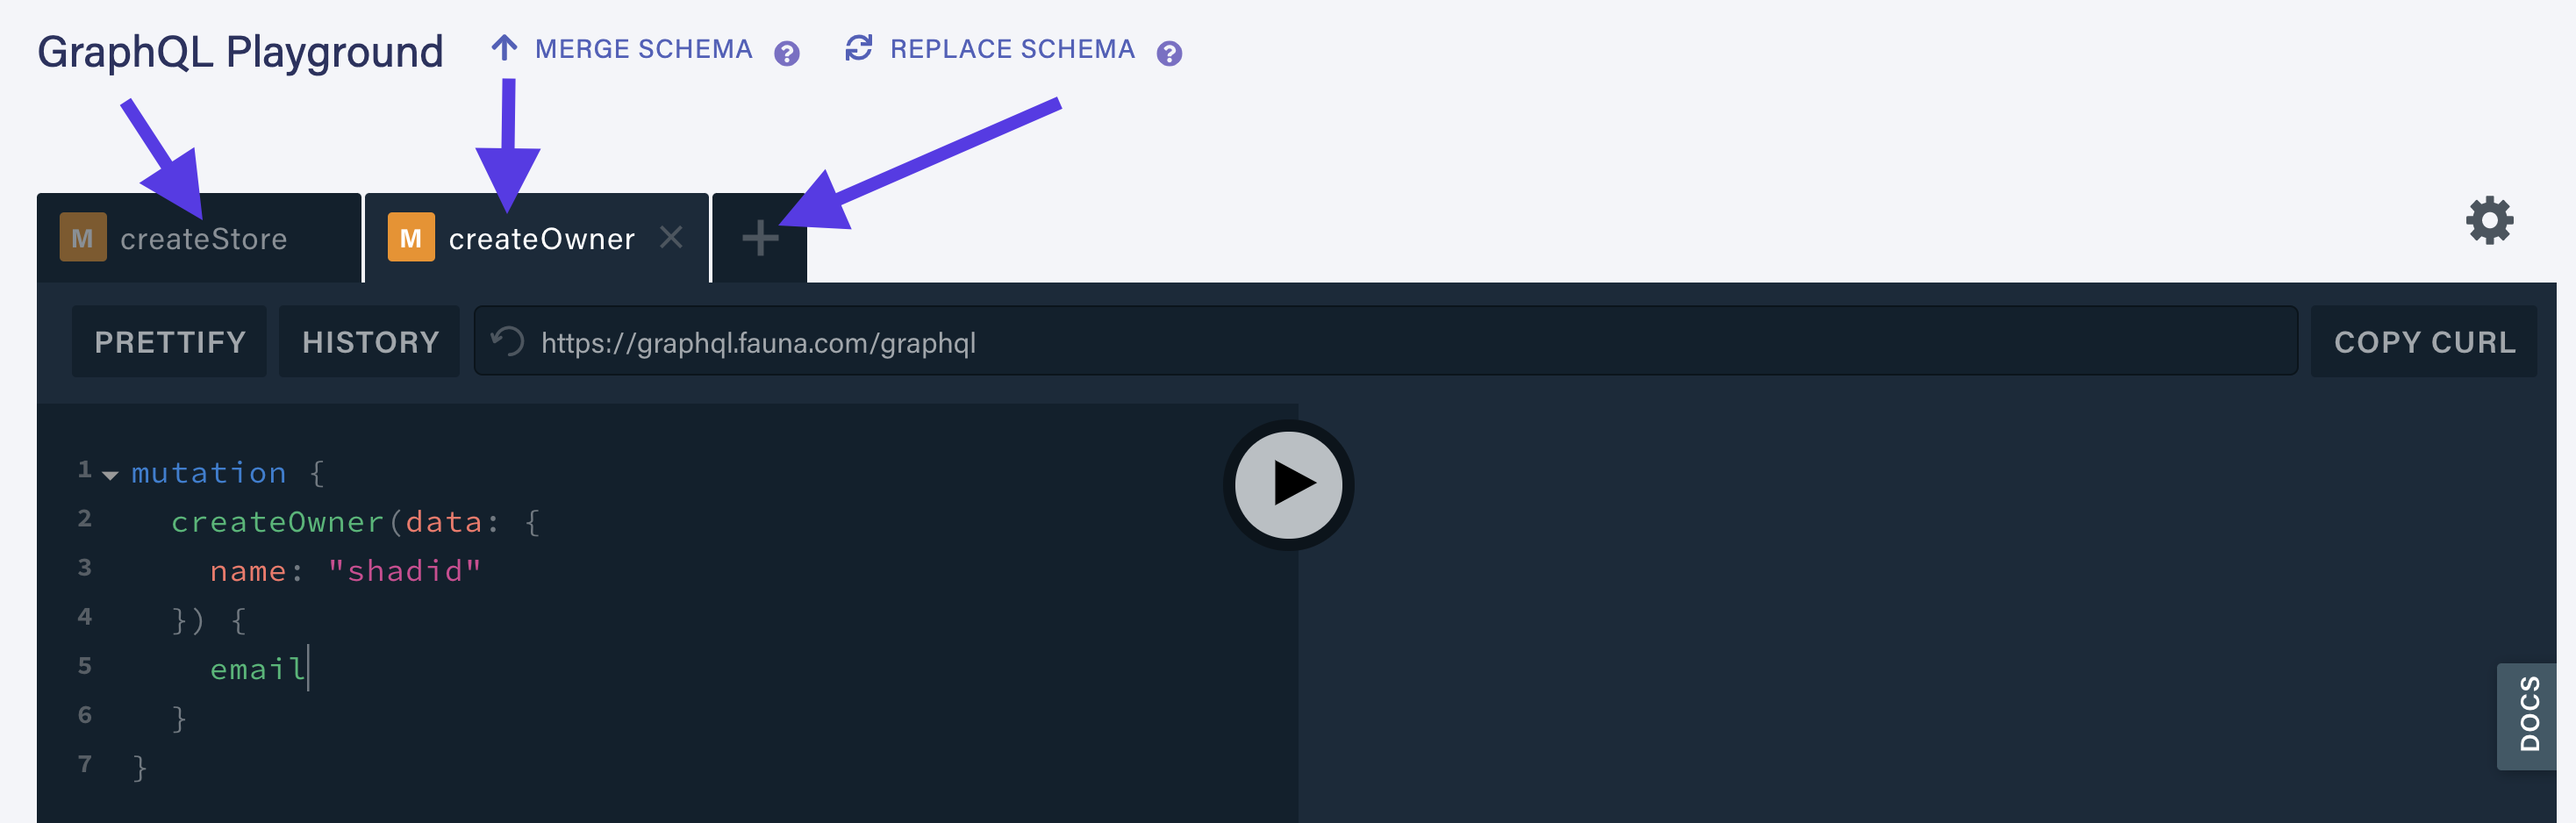 GraphQL Playground MERGE SCHEMA ? REPLACE SCHEMA ?
M createStore M createOwner × +
PRETTIFY HISTORY https://graphql.fauna.com/graphql COPY CURL
1 mutation {
2 createOwner(data: {
3 name: "shadid"
4 }) {
5 email
6 }
7 }
DOCS